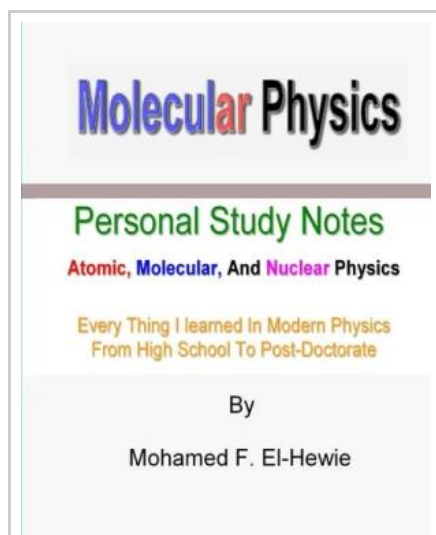 Molecular Physics
Personal Study Notes
Atomic, Molecular, And Nuclear Physics
Every Thing I learned In Modern Physics
From High School To Post-Doctorate
By
Mohamed F. El-Hewie